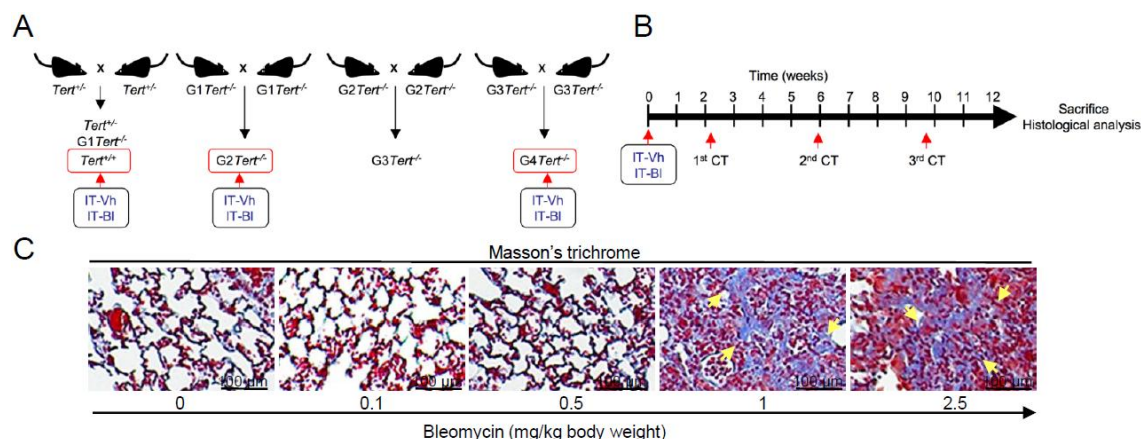 A
x x x x
Tert+/- Tert+/- G1Tert-/- G1Tert-/- G2Tert-/- G2Tert-/- G3Tert-/- G3Tert-/-
Tert+/-
G1Tert-/-
Tert+/+ G2Tert-/- G3Tert-/- G4Tert-/-
IT-Vh IT-Vh IT-Vh
IT-Bl IT-Bl IT-Bl
B
Time (weeks)
0 1 2 3 4 5 6 7 8 9 10 11 12
Sacrifice
Histological analysis
IT-Vh
IT-Bl
1st CT 2nd CT 3rd CT
C
Masson's trichrome
100 µm 100 µm 100 µm 100 µm 100 µm
0 0.1 0.5 1 2.5
Bleomycin (mg/kg body weight)